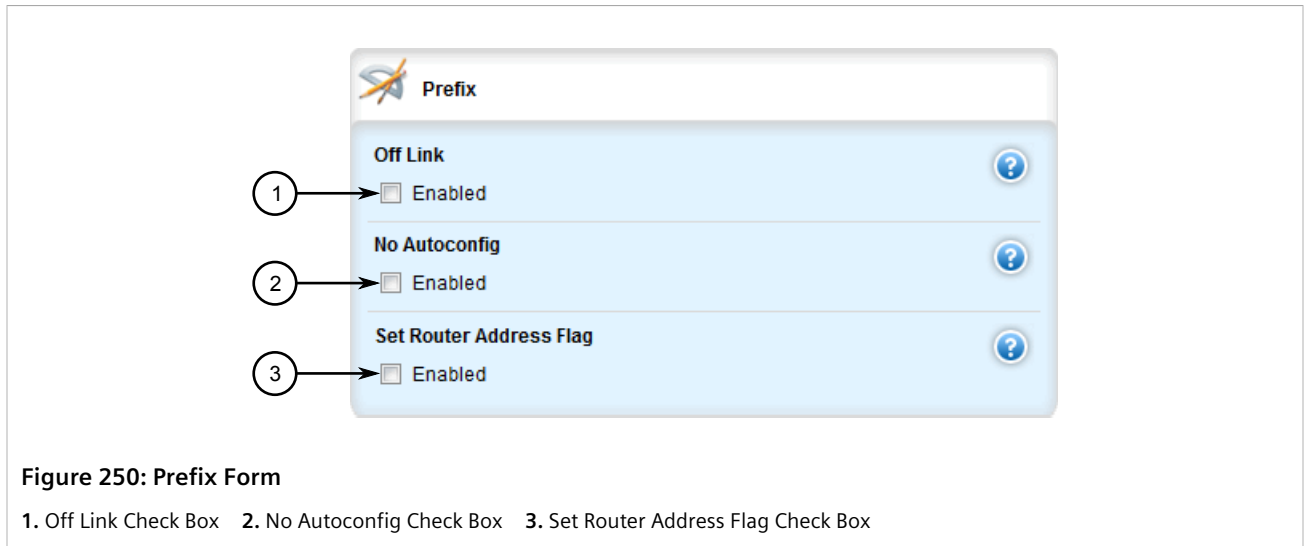 Prefix
Off Link
1
Enabled
No Autoconfig
2
Enabled
Set Router Address Flag
3
Enabled
Figure 250: Prefix Form
1. Off Link Check Box 2. No Autoconfig Check Box 3. Set Router Address Flag Check Box